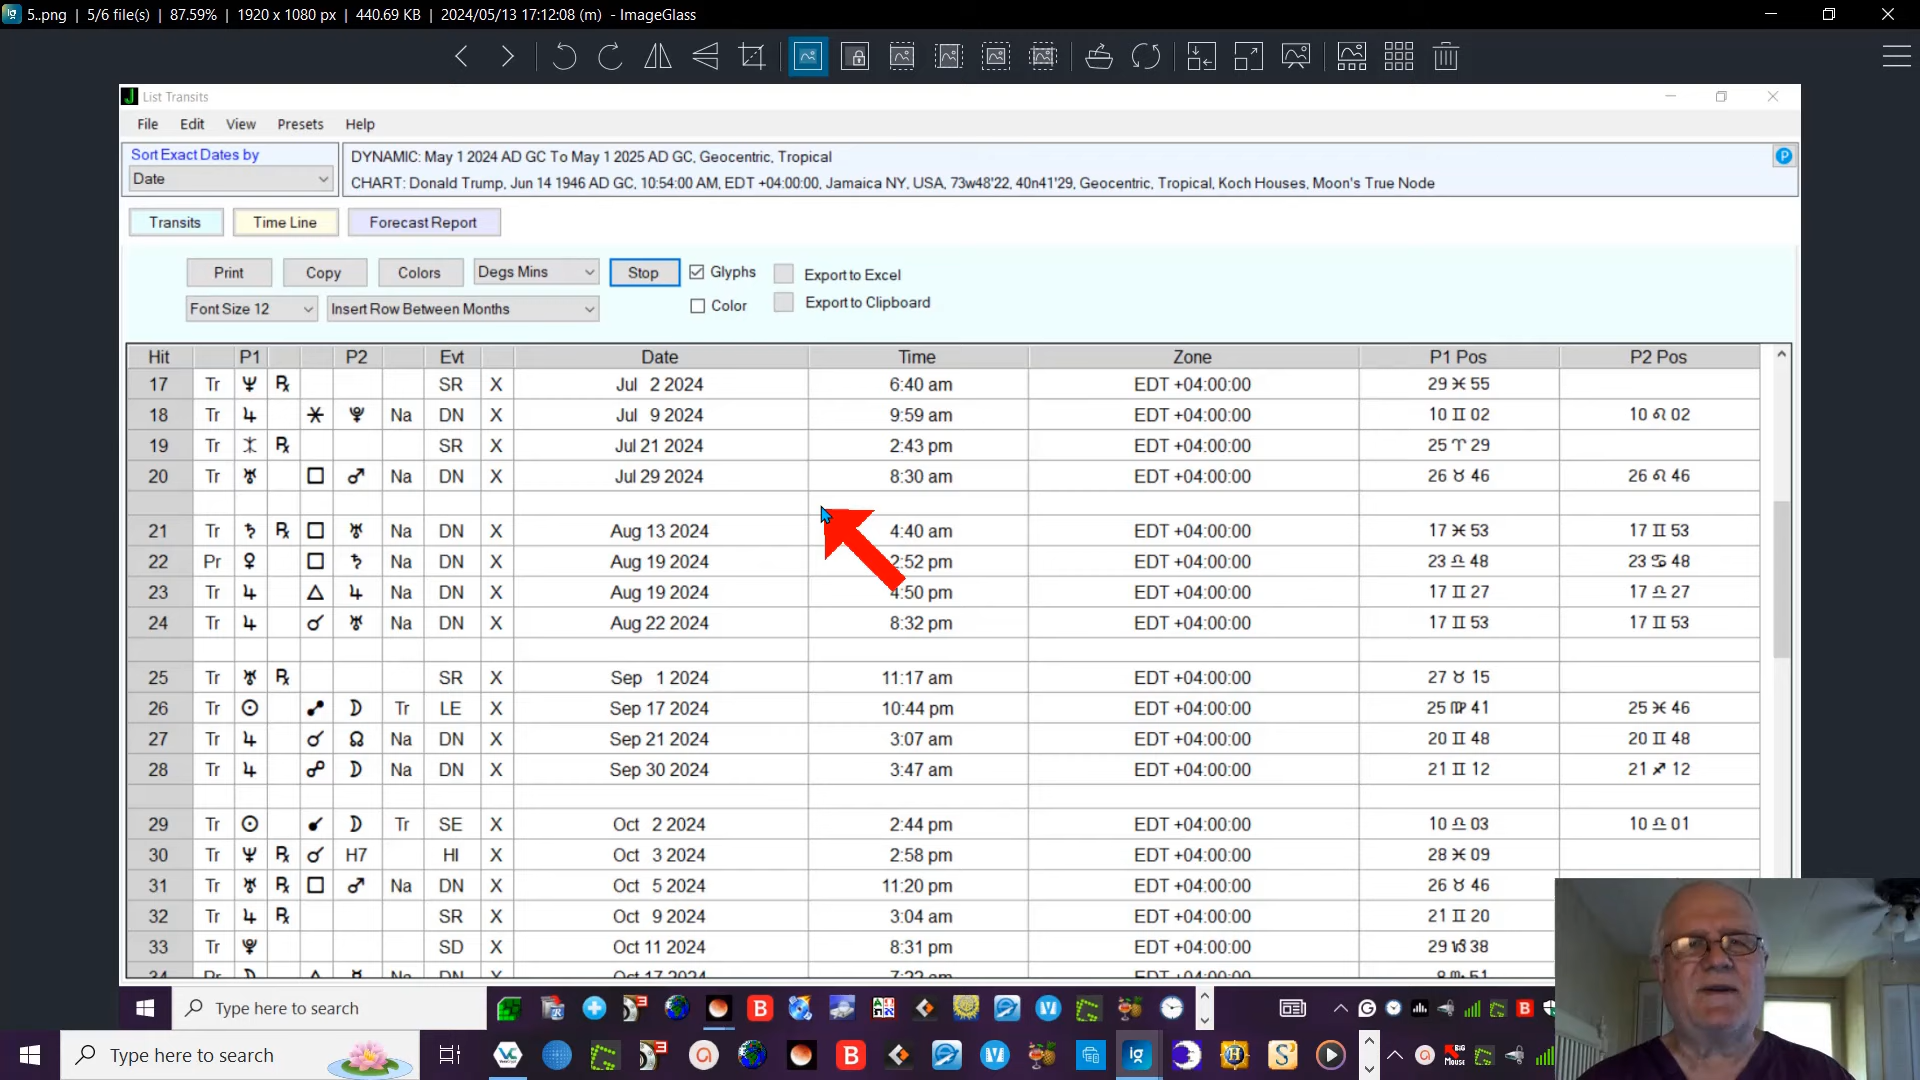 5..png | 5/6 file(s) | 87.59% | 1920 x 1080 px | 440.69 KB | 2024/05/13 17:12:08 (m) - ImageGlass
List Transits
File Edit View Presets Help
Sort Exact Dates by
Date
DYNAMIC: May 1 2024 AD GC To May 1 2025 AD GC, Geocentric, Tropical
CHART: Donald Trump, Jun 14 1946 AD GC, 10:54:00 AM, EDT +04:00:00, Jamaica NY, USA, 73w48'22, 40n41'29, Geocentric, Tropical, Koch Houses, Moon's True Node
P
Transits Time Line Forecast Report
Print Copy Colors Degs Mins Stop Glyphs Export to Excel
Font Size 12 Insert Row Between Months Color Export to Clipboard
Hit P1 P2 Evt Date Time Zone P1 Pos P2 Pos
17 Tr ♆ ℞ SR X Jul 2 2024 6:40 am EDT +04:00:00 29 ♓ 55
18 Tr ♃ ⚹ Na DN X Jul 9 2024 9:59 am EDT +04:00:00 10 ♊ 02 10 ♌ 02
19 Tr ℞ SR X Jul 21 2024 2:43 pm EDT +04:00:00 25 ♈ 29
20 Tr ♅ □ ♂ Na DN X Jul 29 2024 8:30 am EDT +04:00:00 26 ♉ 46 26 ♌ 46
21 Tr ♄ ℞ □ ♅ Na DN X Aug 13 2024 4:40 am EDT +04:00:00 17 ♓ 53 17 ♊ 53
22 Pr ♀ □ ♄ Na DN X Aug 19 2024 2:52 pm EDT +04:00:00 23 ♎ 48 23 ♋ 48
23 Tr ♃ △ ♃ Na DN X Aug 19 2024 4:50 pm EDT +04:00:00 17 ♊ 27 17 ♎ 27
24 Tr ♃ ☌ ♅ Na DN X Aug 22 2024 8:32 pm EDT +04:00:00 17 ♊ 53 17 ♊ 53
25 Tr ♅ ℞ SR X Sep 1 2024 11:17 am EDT +04:00:00 27 ♉ 15
26 Tr ☉ ☍ ☽ Tr LE X Sep 17 2024 10:44 pm EDT +04:00:00 25 ♍ 41 25 ♓ 46
27 Tr ♃ ☌ ☊ Na DN X Sep 21 2024 3:07 am EDT +04:00:00 20 ♊ 48 20 ♊ 48
28 Tr ♃ ☍ ☽ Na DN X Sep 30 2024 3:47 am EDT +04:00:00 21 ♊ 12 21 ♐ 12
29 Tr ☉ ☌ ☽ Tr SE X Oct 2 2024 2:44 pm EDT +04:00:00 10 ♎ 03 10 ♎ 01
30 Tr ♆ ℞ ☌ H7 HI X Oct 3 2024 2:58 pm EDT +04:00:00 28 ♓ 09
31 Tr ♅ ℞ □ ♂ Na DN X Oct 5 2024 11:20 pm EDT +04:00:00 26 ♉ 46
32 Tr ♃ ℞ SR X Oct 9 2024 3:04 am EDT +04:00:00 21 ♊ 20
33 Tr SD X Oct 11 2024 8:31 pm EDT +04:00:00 29 ♑ 38
34 Pr ☽ △ ☿ Na DN X Oct 17 2024 7:22 am EDT +04:00:00
Type here to search
Type here to search